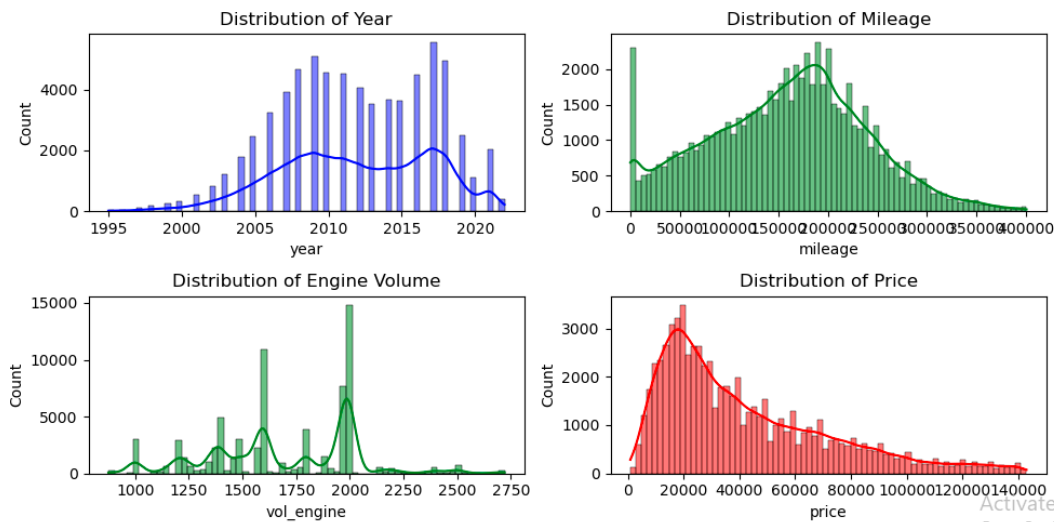 Distribution of Year
Count
4000
2000
0
1995 2000 2005 2010 2015 2020
year
Distribution of Mileage
Count
2000
1500
1000
500
0
0 50000 100000 150000 200000 250000 300000 350000 400000
mileage
Distribution of Engine Volume
Count
15000
10000
5000
0
1000 1250 1500 1750 2000 2250 2500 2750
vol_engine
Distribution of Price
Count
3000
2000
1000
0
0 20000 40000 60000 80000 100000 120000 140000
price
Activate